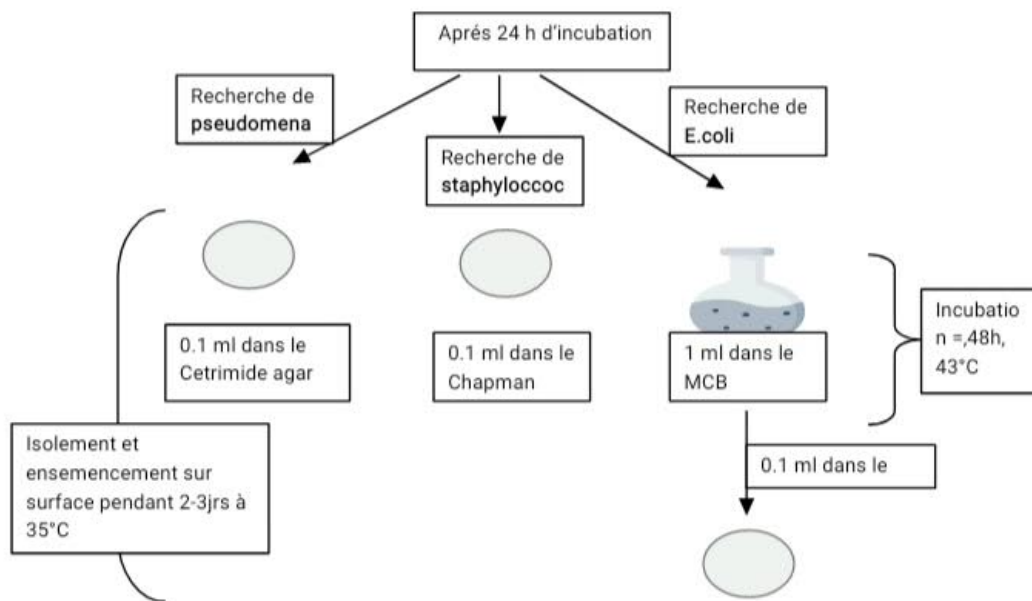 Aprés 24 h d'incubation
Recherche de
pseudomena
Recherche de
staphyloccoc
Recherche de
E.coli
0.1 ml dans le
Cetrimide agar
0.1 ml dans le
Chapman
1 ml dans le
MCB
Incubatio
n =,48h,
43°C
Isolement et
ensemencement sur
surface pendant 2-3jrs à
35°C
0.1 ml dans le